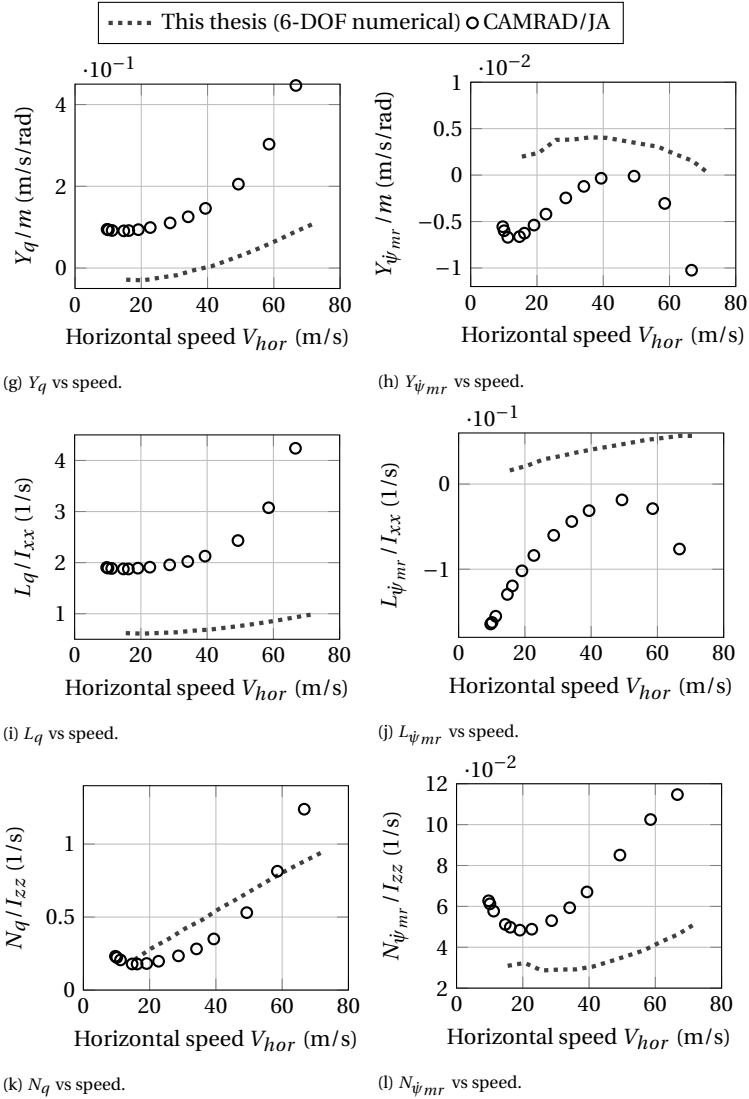 This thesis (6-DOF numerical) CAMRAD/JA
·10⁻¹
4
2
0
Y_q/m (m/s/rad)
0 20 40 60 80
Horizontal speed V_hor (m/s)
(g) Y_q vs speed.
·10⁻²
1
0.5
0
−0.5
−1
Y_ψ̇mr/m (m/s/rad)
0 20 40 60 80
Horizontal speed V_hor (m/s)
(h) Y_ψ̇mr vs speed.
4
3
2
1
L_q/I_xx (1/s)
0 20 40 60 80
Horizontal speed V_hor (m/s)
(i) L_q vs speed.
·10⁻¹
0
−1
L_ψ̇mr/I_xx (1/s)
0 20 40 60 80
Horizontal speed V_hor (m/s)
(j) L_ψ̇mr vs speed.
1
0.5
0
N_q/I_zz (1/s)
0 20 40 60 80
Horizontal speed V_hor (m/s)
(k) N_q vs speed.
·10⁻²
12
10
8
6
4
2
N_ψ̇mr/I_zz (1/s)
0 20 40 60 80
Horizontal speed V_hor (m/s)
(l) N_ψ̇mr vs speed.